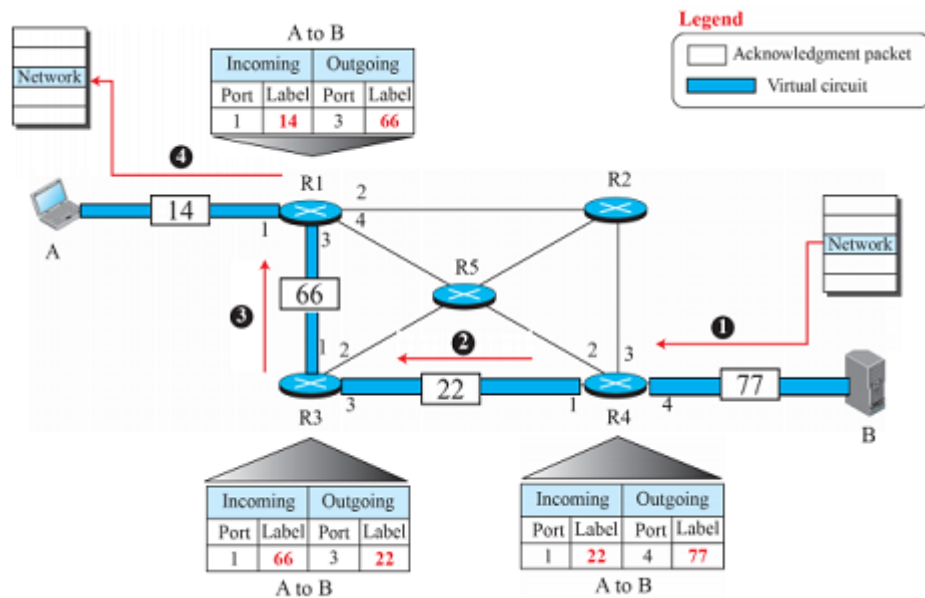 Legend
Acknowledgment packet
Virtual circuit
A to B
Incoming Outgoing
Port Label Port Label
1 14 3 66
Network
4
R1
R2
2
4
14
1
3
A
Network
R5
66
3
1
1
2
2
2
3
22
77
R3
3
1
R4
4
B
Incoming Outgoing
Port Label Port Label
1 66 3 22
A to B
Incoming Outgoing
Port Label Port Label
1 22 4 77
A to B